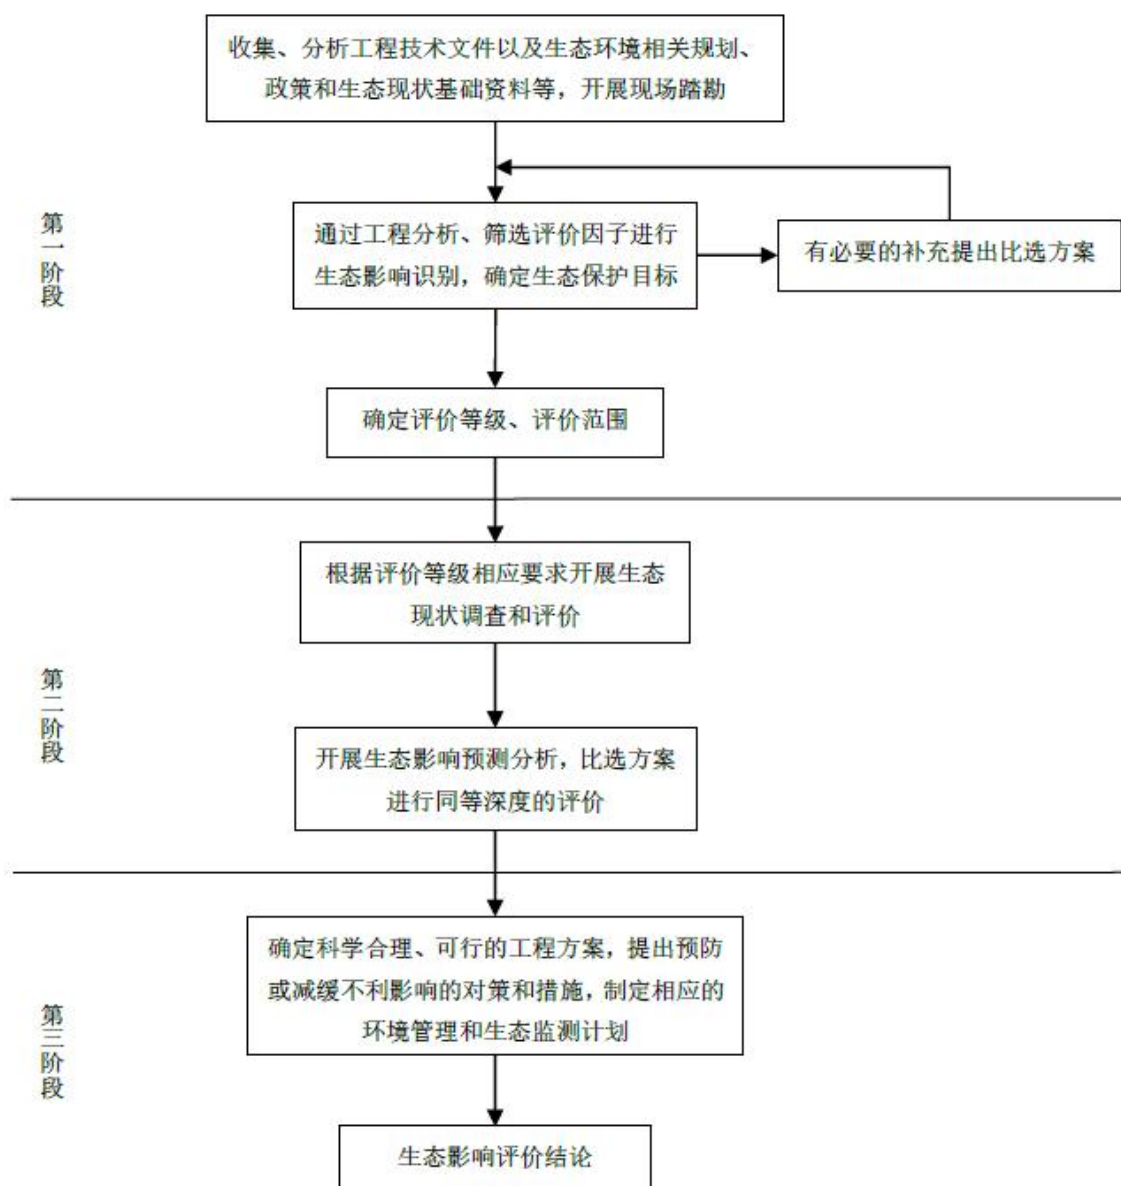 收集、分析工程技术文件以及生态环境相关规划、
政策和生态现状基础资料等，开展现场踏勘
第一阶段
通过工程分析、筛选评价因子进行
生态影响识别，确定生态保护目标
有必要的补充提出比选方案
确定评价等级、评价范围
根据评价等级相应要求开展生态
现状调查和评价
第二阶段
开展生态影响预测分析，比选方案
进行同等深度的评价
确定科学合理、可行的工程方案，提出预防
或减缓不利影响的对策和措施，制定相应的
环境管理和生态监测计划
第三阶段
生态影响评价结论